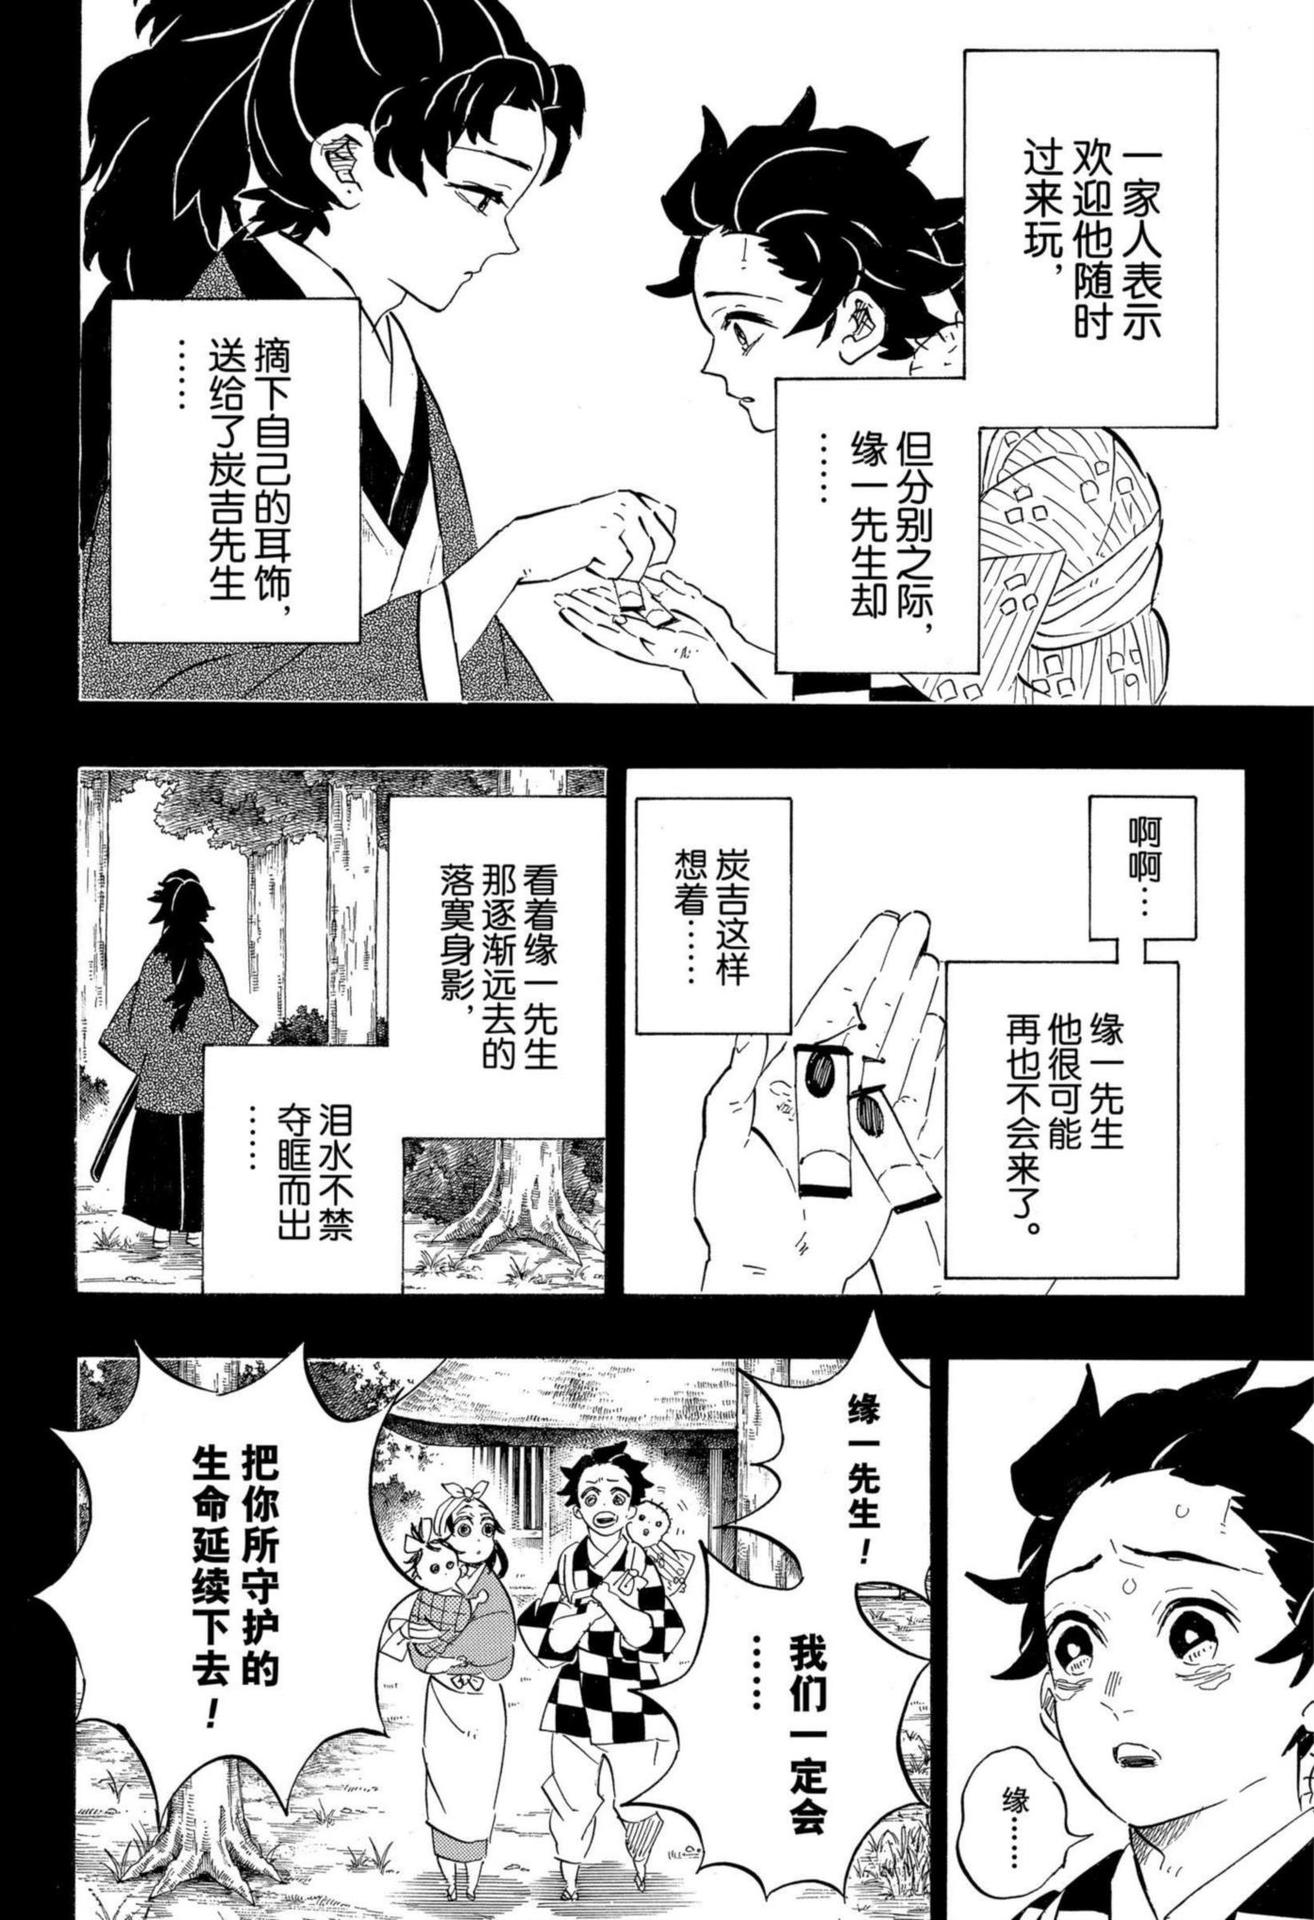 一家人表示
欢迎他随时
过来玩，
但分别之际，
缘一先生却
……
摘下自己的耳饰，
送给了炭吉先生
……
啊啊…
缘一先生
他很可能
再也不会来了。
炭吉这样
想着……
看着缘一先生
那逐渐远去的
落寞身影，
泪水不禁
夺眶而出
……
缘……
缘一先生！
我们一定会
……
把你所守护的
生命延续下去！